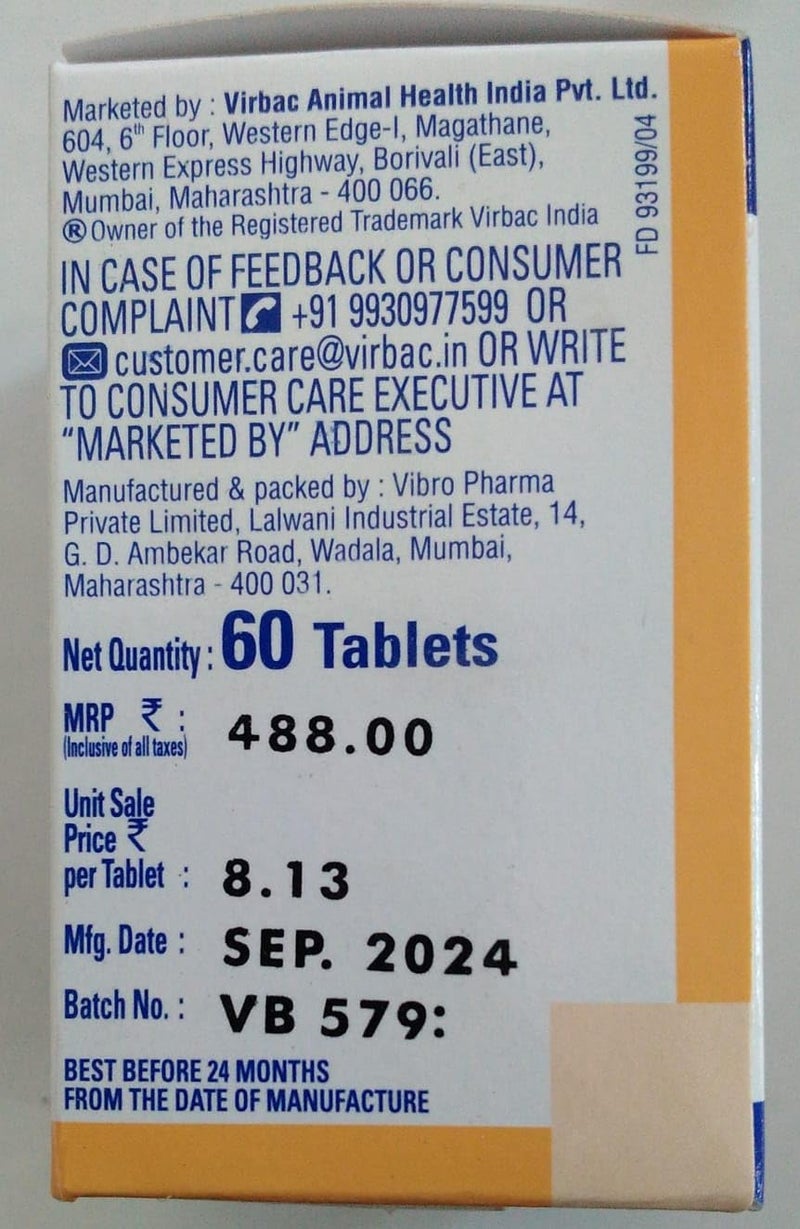 Marketed by : Virbac Animal Health India Pvt. Ltd.
604, 6th Floor, Western Edge-I, Magathane,
Western Express Highway, Borivali (East),
Mumbai, Maharashtra - 400 066.
® Owner of the Registered Trademark Virbac India
FD 93199/04
IN CASE OF FEEDBACK OR CONSUMER
COMPLAINT +91 9930977599 OR
customer.care@virbac.in OR WRITE
TO CONSUMER CARE EXECUTIVE AT
“MARKETED BY” ADDRESS
Manufactured & packed by : Vibro Pharma
Private Limited, Lalwani Industrial Estate, 14,
G. D. Ambekar Road, Wadala, Mumbai,
Maharashtra - 400 031.
Net Quantity : 60 Tablets
MRP ₹ : 488.00
(Inclusive of all taxes)
Unit Sale
Price ₹
per Tablet : 8.13
Mfg. Date : SEP. 2024
Batch No. : VB 579:
BEST BEFORE 24 MONTHS
FROM THE DATE OF MANUFACTURE